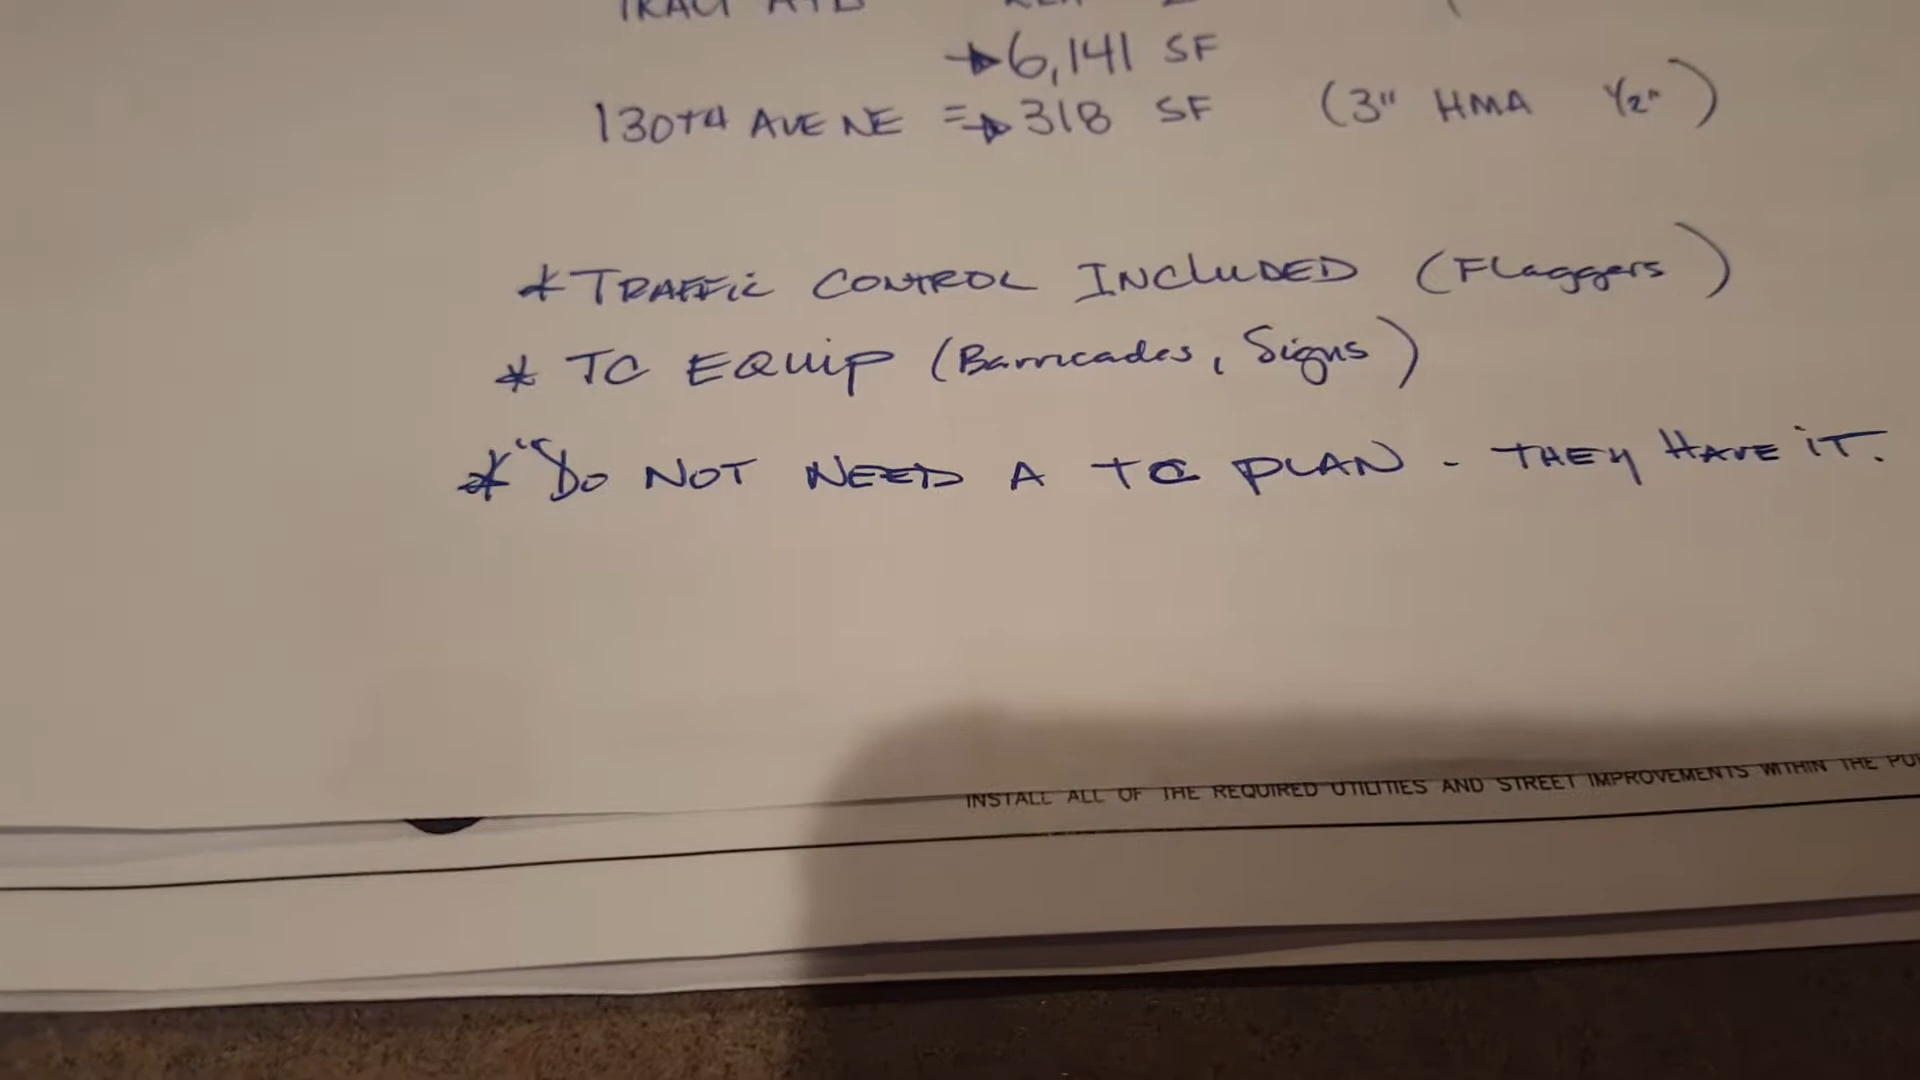 TRACT
→6,141 SF
130TH AVE NE =→318 SF (3" HMA 1/2")
* TRAFFIC CONTROL INCLUDED (Flaggers)
* TC EQUIP (Barricades, Signs)
* "DO NOT NEED A TC PLAN - THEY HAVE IT.
INSTALL ALL OF THE REQUIRED UTILITIES AND STREET IMPROVEMENTS WITHIN THE